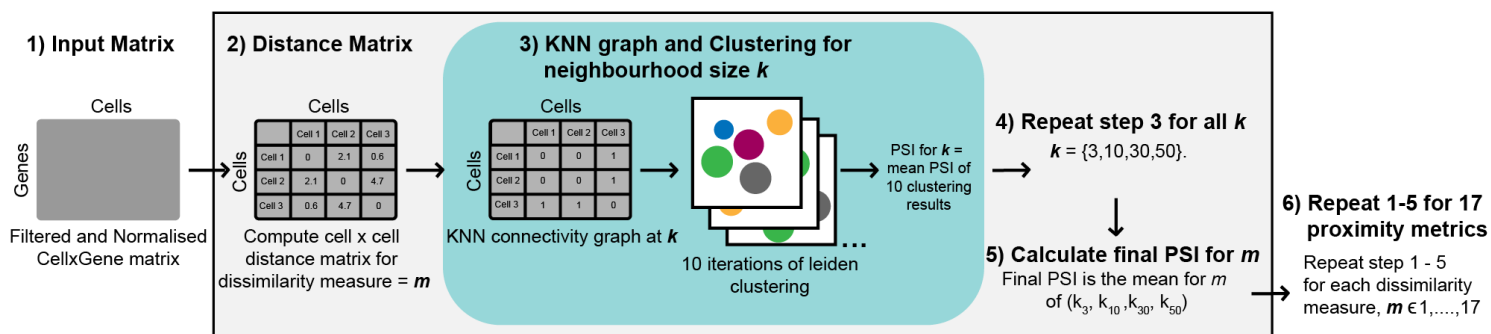 1) Input Matrix
Cells
Genes
Filtered and Normalised
CellxGene matrix
2) Distance Matrix
Cells
Cells
Cell 1 Cell 2 Cell 3
Cell 1 0 2.1 0.6
Cell 2 2.1 0 4.7
Cell 3 0.6 4.7 0
Compute cell x cell
distance matrix for
dissimilarity measure = m
3) KNN graph and Clustering for
neighbourhood size k
Cells
Cells
Cell 1 Cell 2 Cell 3
Cell 1 0 0 1
Cell 2 0 0 1
Cell 3 1 1 0
KNN connectivity graph at k
...
10 iterations of leiden
clustering
PSI for k =
mean PSI of
10 clustering
results
4) Repeat step 3 for all k
k = {3,10,30,50}.
5) Calculate final PSI for m
Final PSI is the mean for m
of (k3, k10 ,k30, k50)
6) Repeat 1-5 for 17
proximity metrics
Repeat step 1 - 5
for each dissimilarity
measure, m ϵ1,....,17